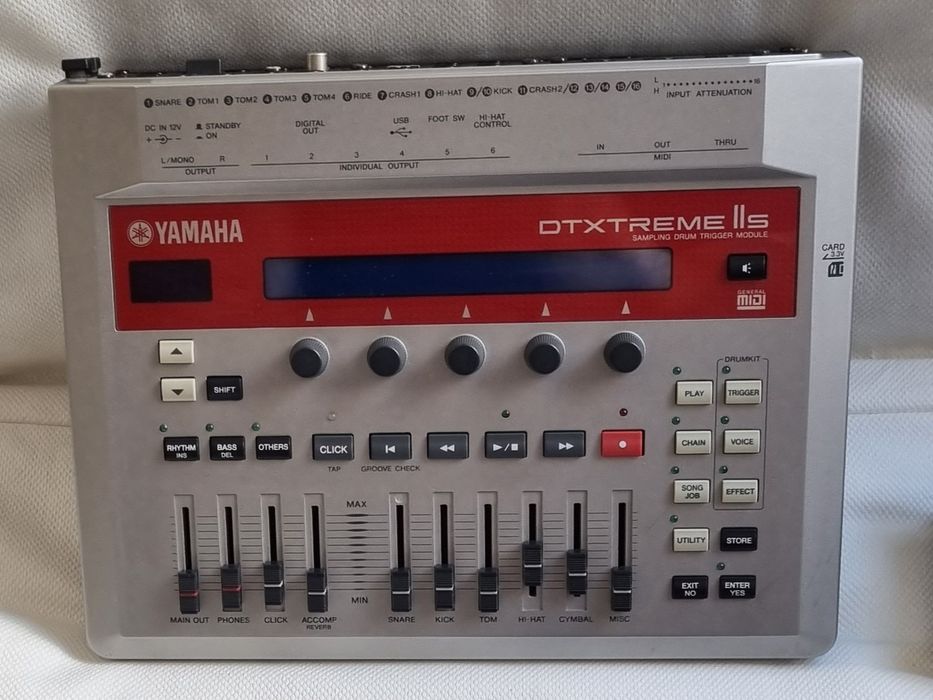 1 SNARE 2 TOM1 3 TOM2 4 TOM3 5 TOM4 6 RIDE 7 CRASH1 8 HI-HAT 9/10 KICK 11 CRASH2/12 13/14 15/16
L 1 16
H INPUT ATTENUATION
DC IN 12V
STANDBY
ON
DIGITAL
OUT
USB
FOOT SW
HI-HAT
CONTROL
L/MONO R
OUTPUT
1 2 3 4 5 6
INDIVIDUAL OUTPUT
IN OUT THRU
MIDI
YAMAHA
DTXTREME IIS
SAMPLING DRUM TRIGGER MODULE
GENERAL
MIDI
CARD
3.3V
SHIFT
DRUMKIT
PLAY TRIGGER
RHYTHM
INS
BASS
DEL
OTHERS
CLICK
TAP
GROOVE CHECK
CHAIN VOICE
SONG
JOB
EFFECT
UTILITY STORE
EXIT
NO
ENTER
YES
MAX
MIN
MAIN OUT PHONES CLICK ACCOMP SNARE KICK TOM HI-HAT CYMBAL MISC
REVERB